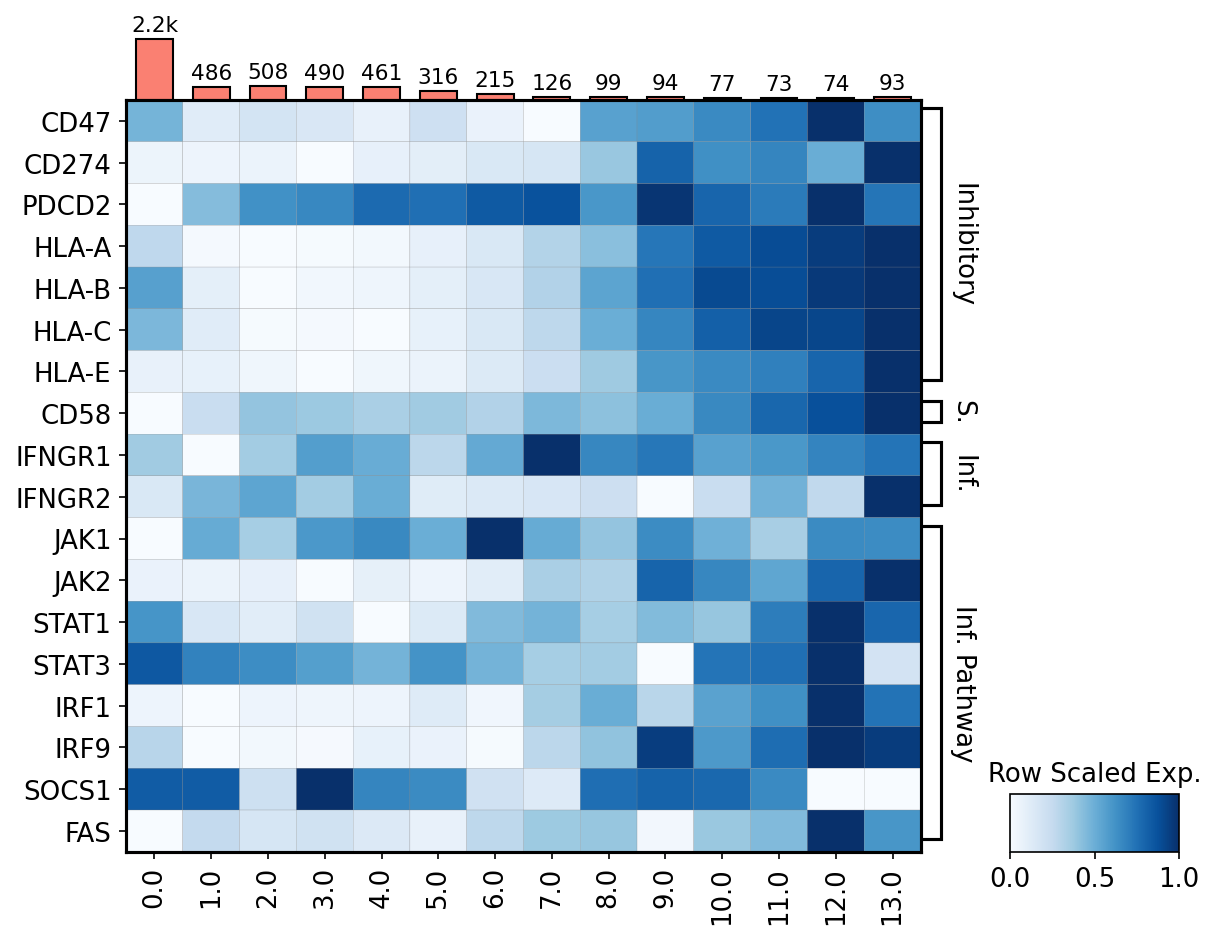 2.2k
486 508 490 461 316 215 126 99 94 77 73 74 93
CD47
CD274
PDCD2
HLA-A
HLA-B
HLA-C
HLA-E
CD58
IFNGR1
IFNGR2
JAK1
JAK2
STAT1
STAT3
IRF1
IRF9
SOCS1
FAS
Inhibitory
S.
Inf.
Inf. Pathway
0.0 1.0 2.0 3.0 4.0 5.0 6.0 7.0 8.0 9.0 10.0 11.0 12.0 13.0
Row Scaled Exp.
0.0 0.5 1.0